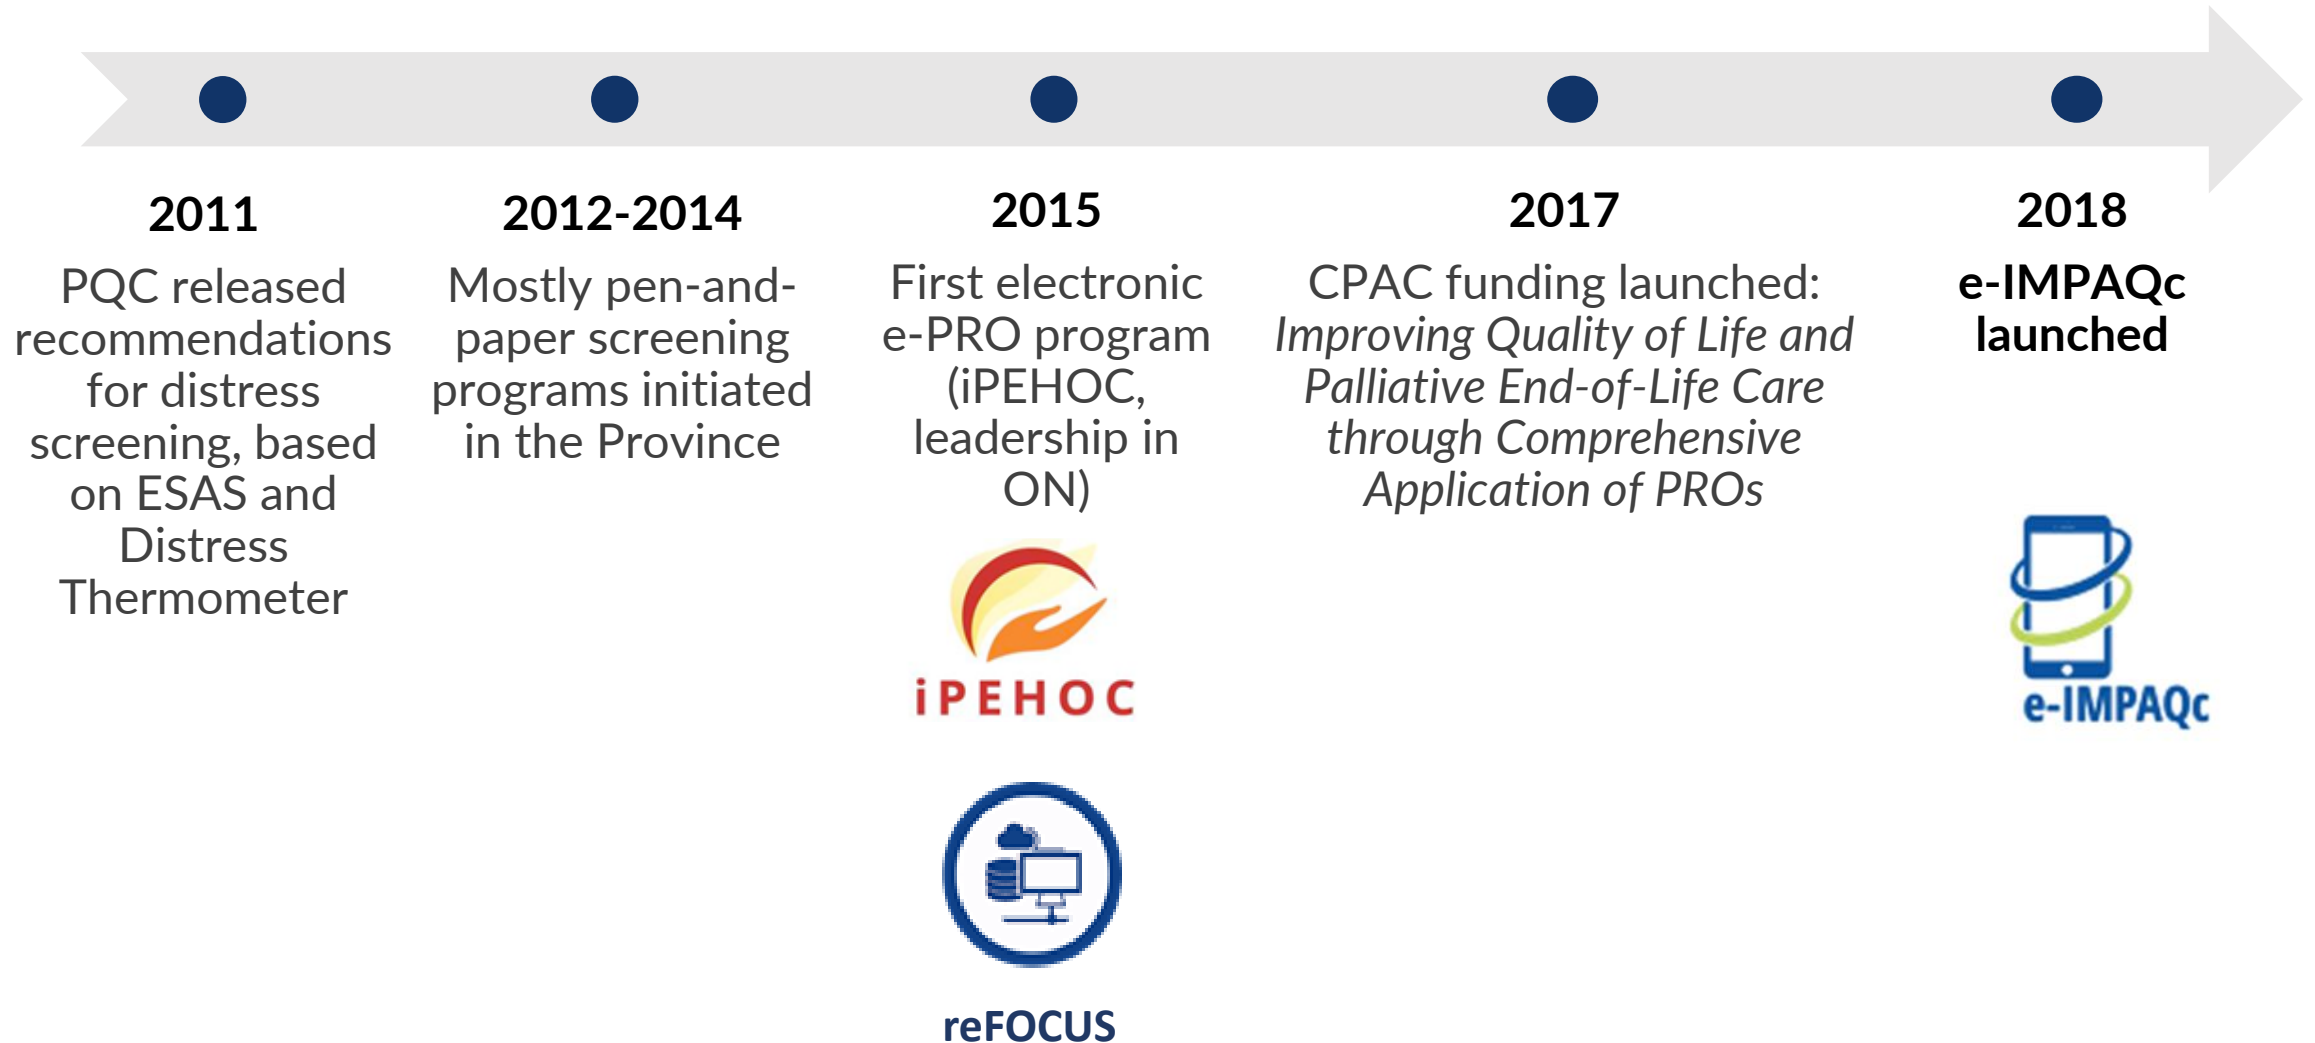 2011
PQC released
recommendations
for distress
screening, based
on ESAS and
Distress
Thermometer
2012-2014
Mostly pen-and-
paper screening
programs initiated
in the Province
2015
First electronic
e-PRO program
(iPEHOC,
leadership in
ON)
iPEHOC
reFOCUS
2017
CPAC funding launched:
Improving Quality of Life and
Palliative End-of-Life Care
through Comprehensive
Application of PROs
2018
e-IMPAQc
launched
e-IMPAQc